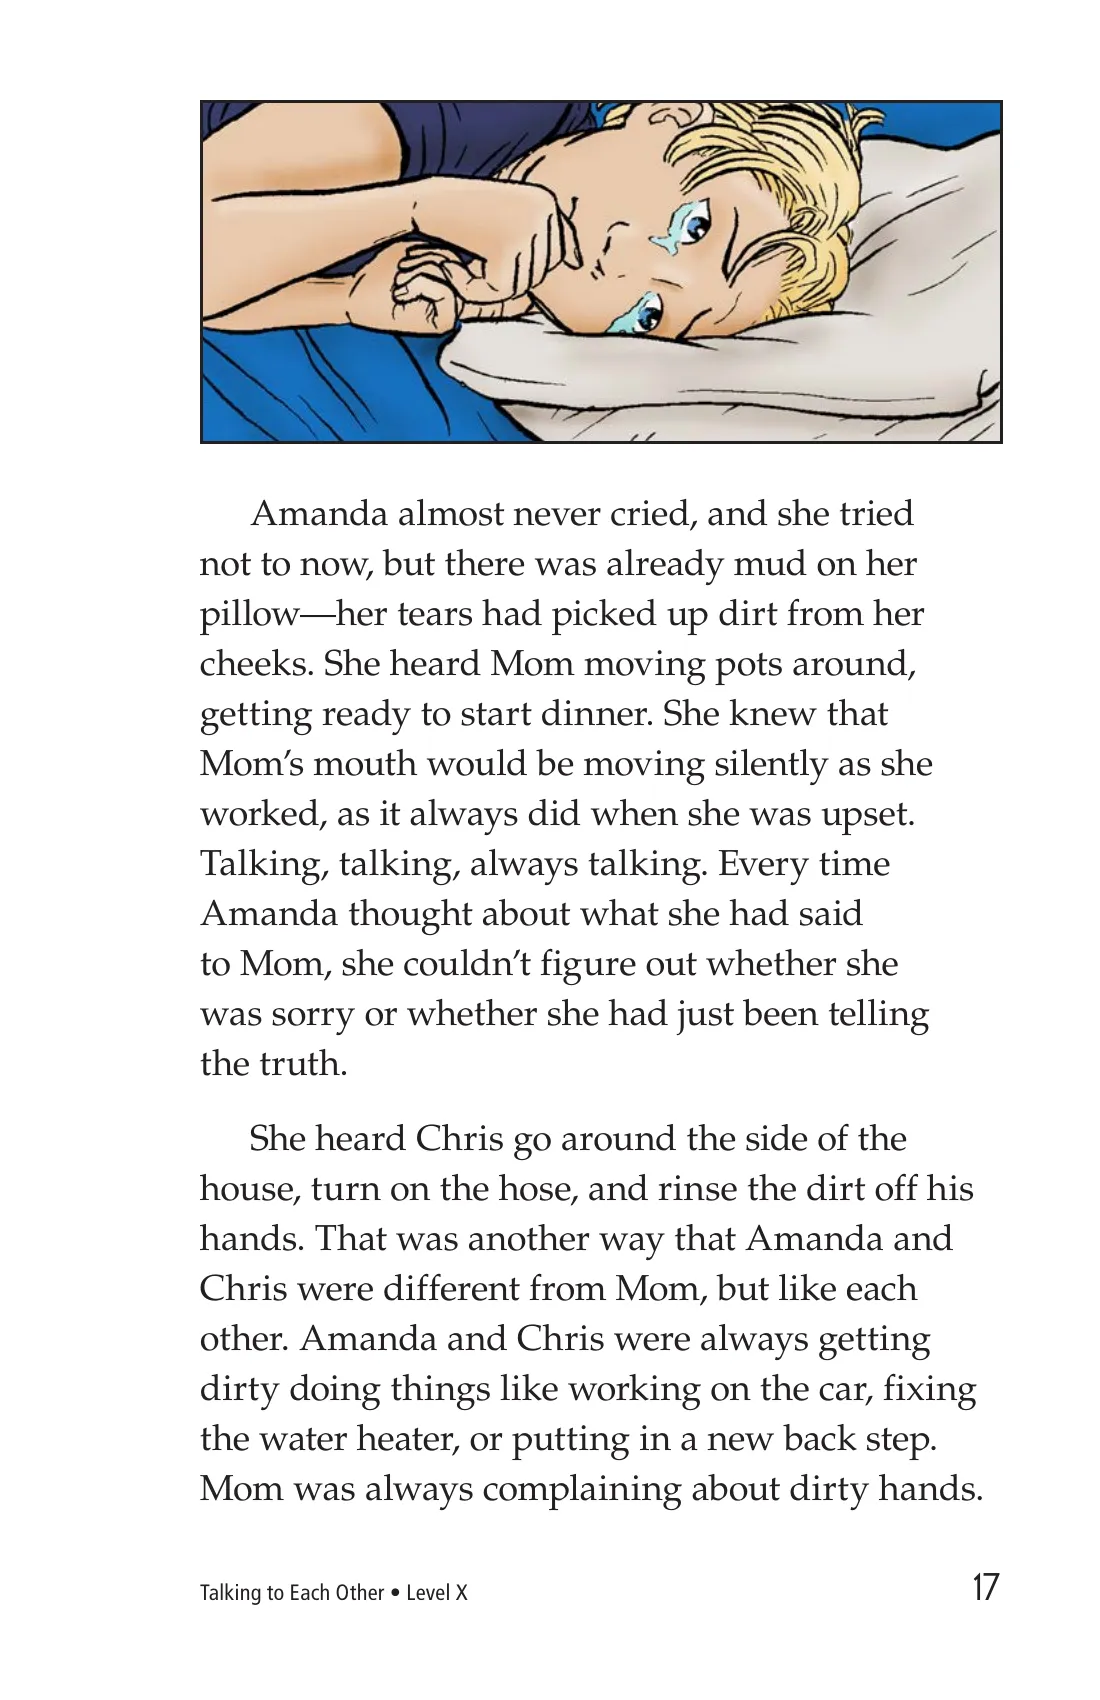 Amanda almost never cried, and she tried
not to now, but there was already mud on her
pillow—her tears had picked up dirt from her
cheeks. She heard Mom moving pots around,
getting ready to start dinner. She knew that
Mom’s mouth would be moving silently as she
worked, as it always did when she was upset.
Talking, talking, always talking. Every time
Amanda thought about what she had said
to Mom, she couldn’t figure out whether she
was sorry or whether she had just been telling
the truth.
She heard Chris go around the side of the
house, turn on the hose, and rinse the dirt off his
hands. That was another way that Amanda and
Chris were different from Mom, but like each
other. Amanda and Chris were always getting
dirty doing things like working on the car, fixing
the water heater, or putting in a new back step.
Mom was always complaining about dirty hands.
Talking to Each Other • Level X
17